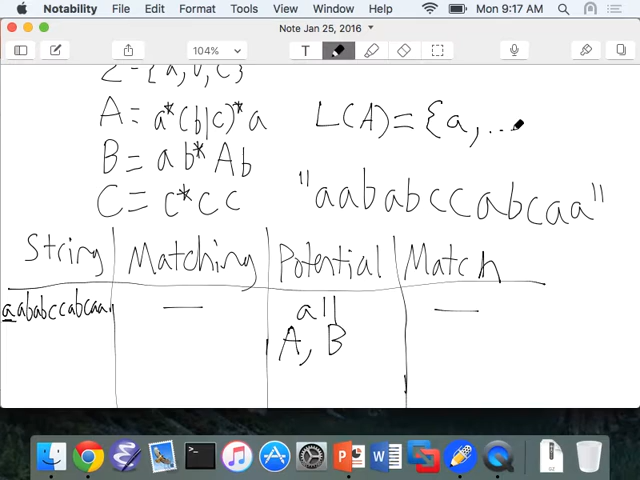 Notability File Edit Format Tools View Window Help Mon 9:17 AM
Note Jan 25, 2016
104% T
Σ = {a, b, c}
A = a*(b|c)*a L(A) = {a, ...
B = ab*Ab
C = c*cc "aababccabcaa"
String Matching Potential Match
aababccabcaa — all —
A, B